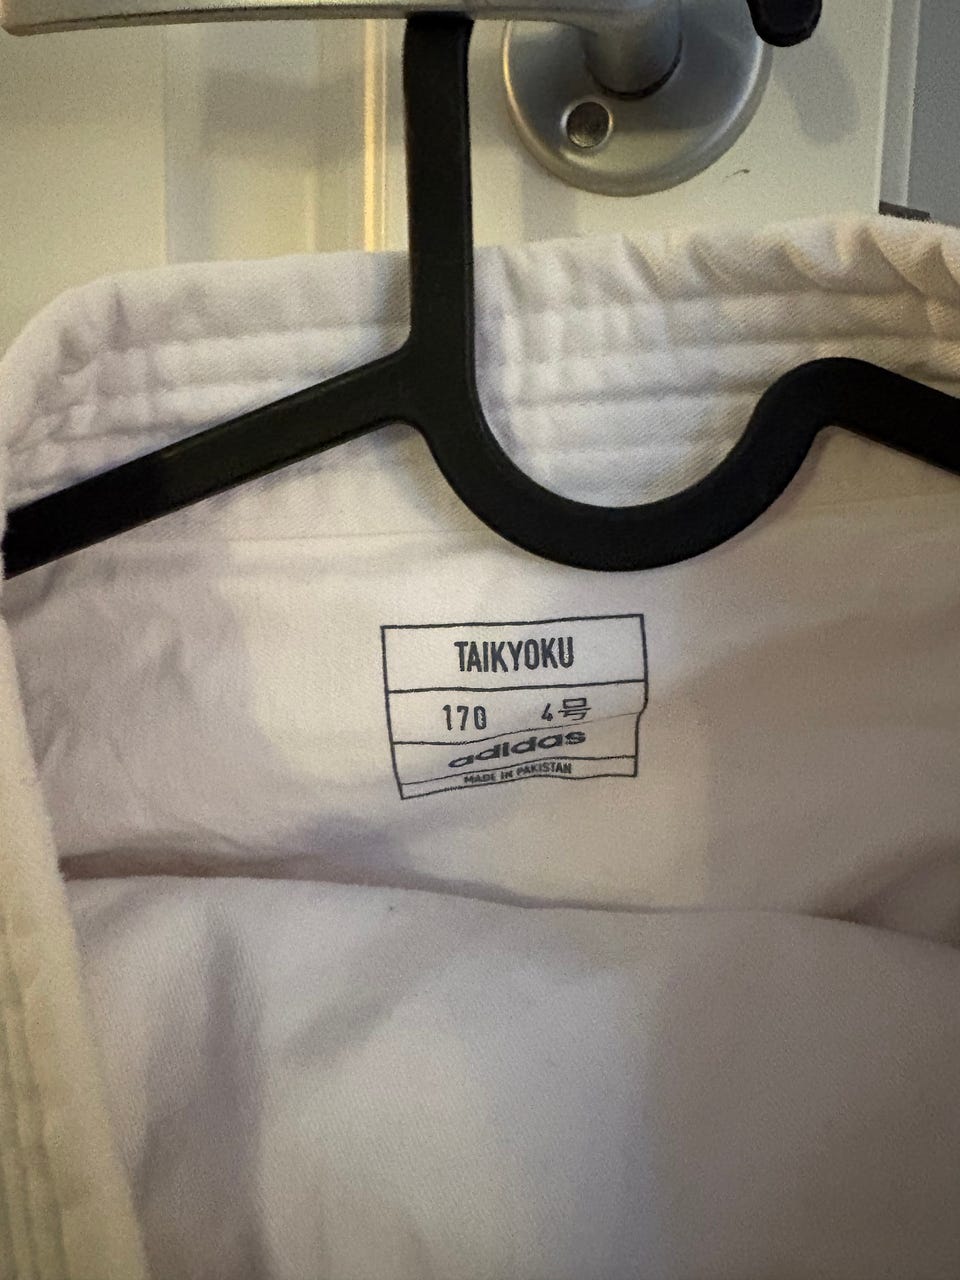 TAIKYOKU
170 4号
adidas
MADE IN PAKISTAN